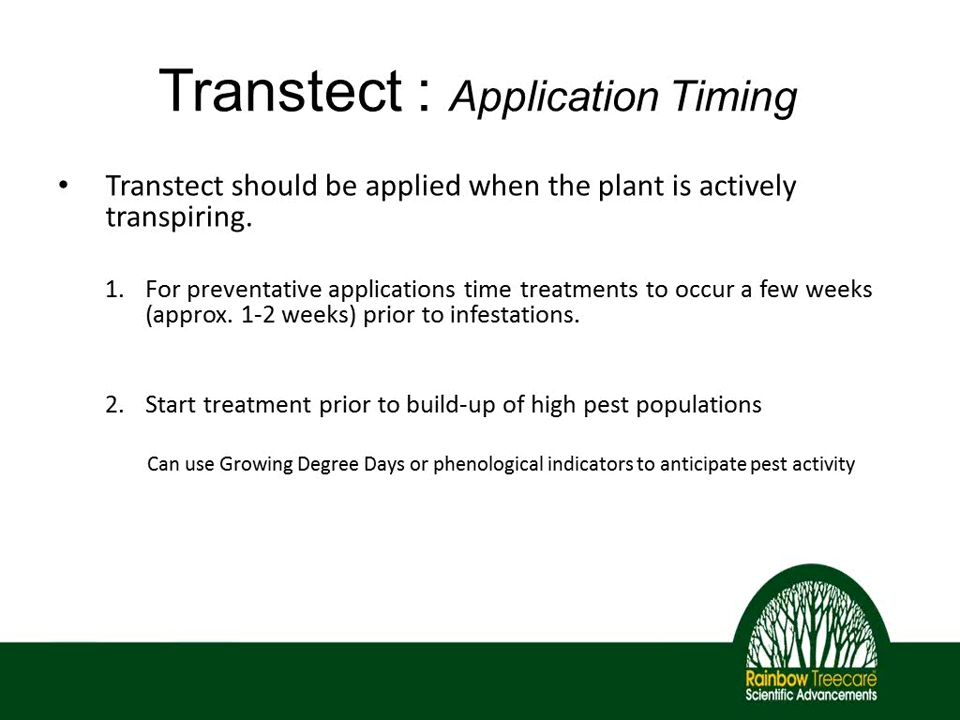 Transtect : Application Timing
• Transtect should be applied when the plant is actively
transpiring.
1. For preventative applications time treatments to occur a few weeks
(approx. 1-2 weeks) prior to infestations.
2. Start treatment prior to build-up of high pest populations
Can use Growing Degree Days or phenological indicators to anticipate pest activity
Rainbow Treecare
Scientific Advancements